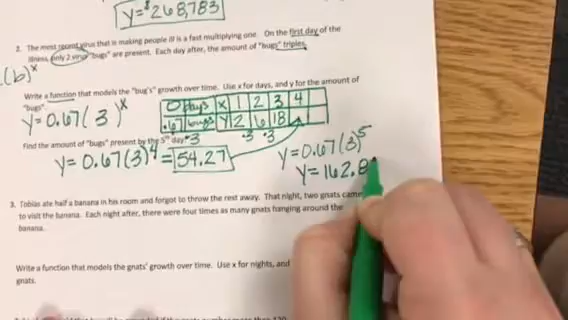 y=$268,783
2. The most recent virus that is making people ill is a fast multiplying one. On the first day of the
illness, only 2 virus "bugs" are present. Each day after, the amount of "bugs" triples.
(b)^x
Write a function that models the "bug's" growth over time. Use x for days, and y for the amount of
"bugs".
y=0.67(3)^x
0 days x 1 2 3 4
.67 bugs y 2 6 18
·3 ·3 ·3
Find the amount of "bugs" present by the 5th day.
y=0.67(3)^4=54.27
y=0.67(3)^5
y=162.8
3. Tobias ate half a banana in his room and forgot to throw the rest away. That night, two gnats came
to visit the banana. Each night after, there were four times as many gnats hanging around the
banana.
Write a function that models the gnats' growth over time. Use x for nights, and
gnats.